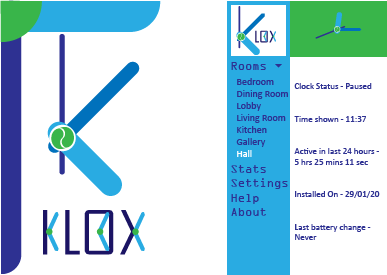 KLOX
KLOX
Rooms
Bedroom
Dining Room
Lobby
Living Room
Kitchen
Gallery
Hall
Stats
Settings
Help
About
Clock Status - Paused
Time shown - 11:37
Active in last 24 hours -
5 hrs 25 mins 11 sec
Installed On - 29/01/20
Last battery change -
Never